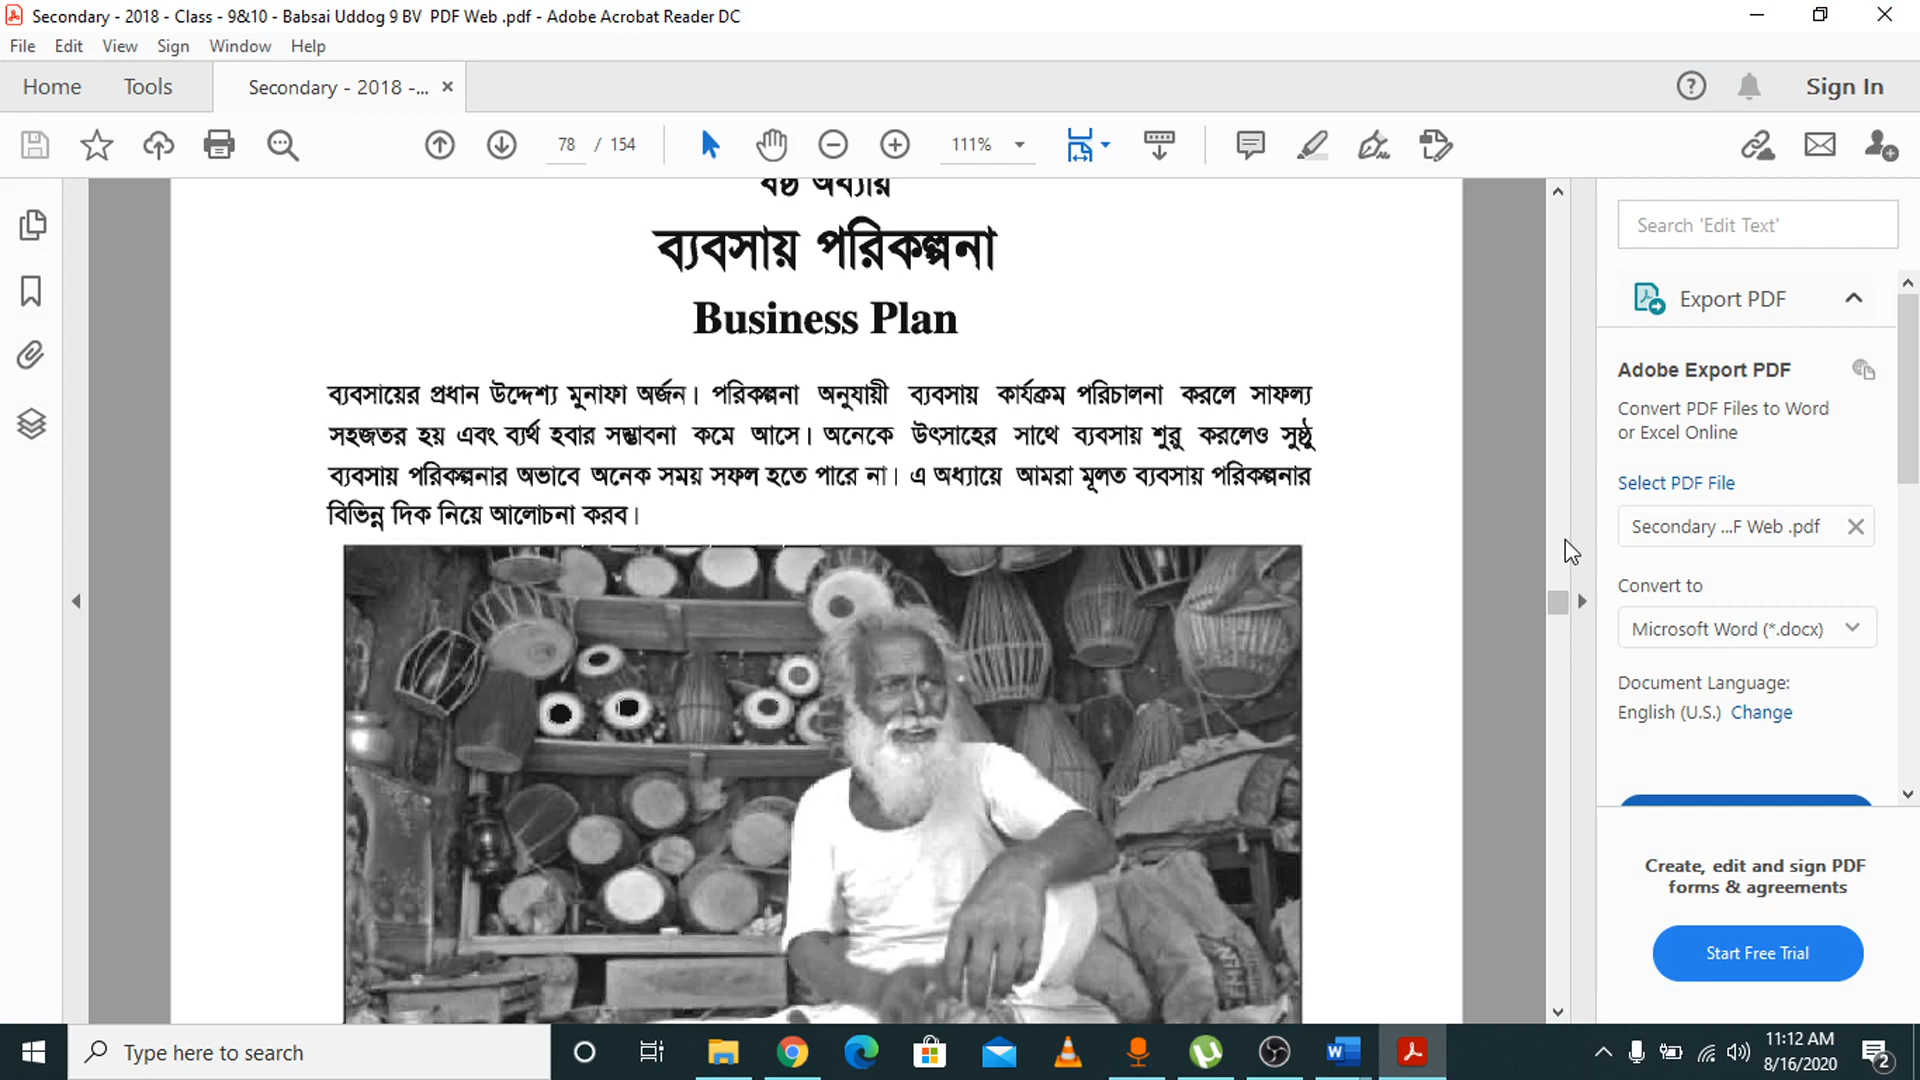 Secondary - 2018 - Class - 9&10 - Babsai Uddog 9 BV PDF Web .pdf - Adobe Acrobat Reader DC
File Edit View Sign Window Help
Home Tools Secondary - 2018 -... Sign In
78 / 154 111%
ষষ্ঠ অধ্যায়
ব্যবসায় পরিকল্পনা
Business Plan
ব্যবসায়ের প্রধান উদ্দেশ্য মুনাফা অর্জন। পরিকল্পনা অনুযায়ী ব্যবসায় কার্যক্রম পরিচালনা করলে সাফল্য
সহজতর হয় এবং ব্যর্থ হবার সম্ভাবনা কমে আসে। অনেকে উৎসাহের সাথে ব্যবসায় শুরু করলেও সুষ্ঠু
ব্যবসায় পরিকল্পনার অভাবে অনেক সময় সফল হতে পারে না। এ অধ্যায়ে আমরা মূলত ব্যবসায় পরিকল্পনার
বিভিন্ন দিক নিয়ে আলোচনা করব।
Search 'Edit Text'
Export PDF
Adobe Export PDF
Convert PDF Files to Word
or Excel Online
Select PDF File
Secondary ...F Web .pdf
Convert to
Microsoft Word (*.docx)
Document Language:
English (U.S.) Change
Create, edit and sign PDF
forms & agreements
Start Free Trial
Type here to search
11:12 AM
8/16/2020
2